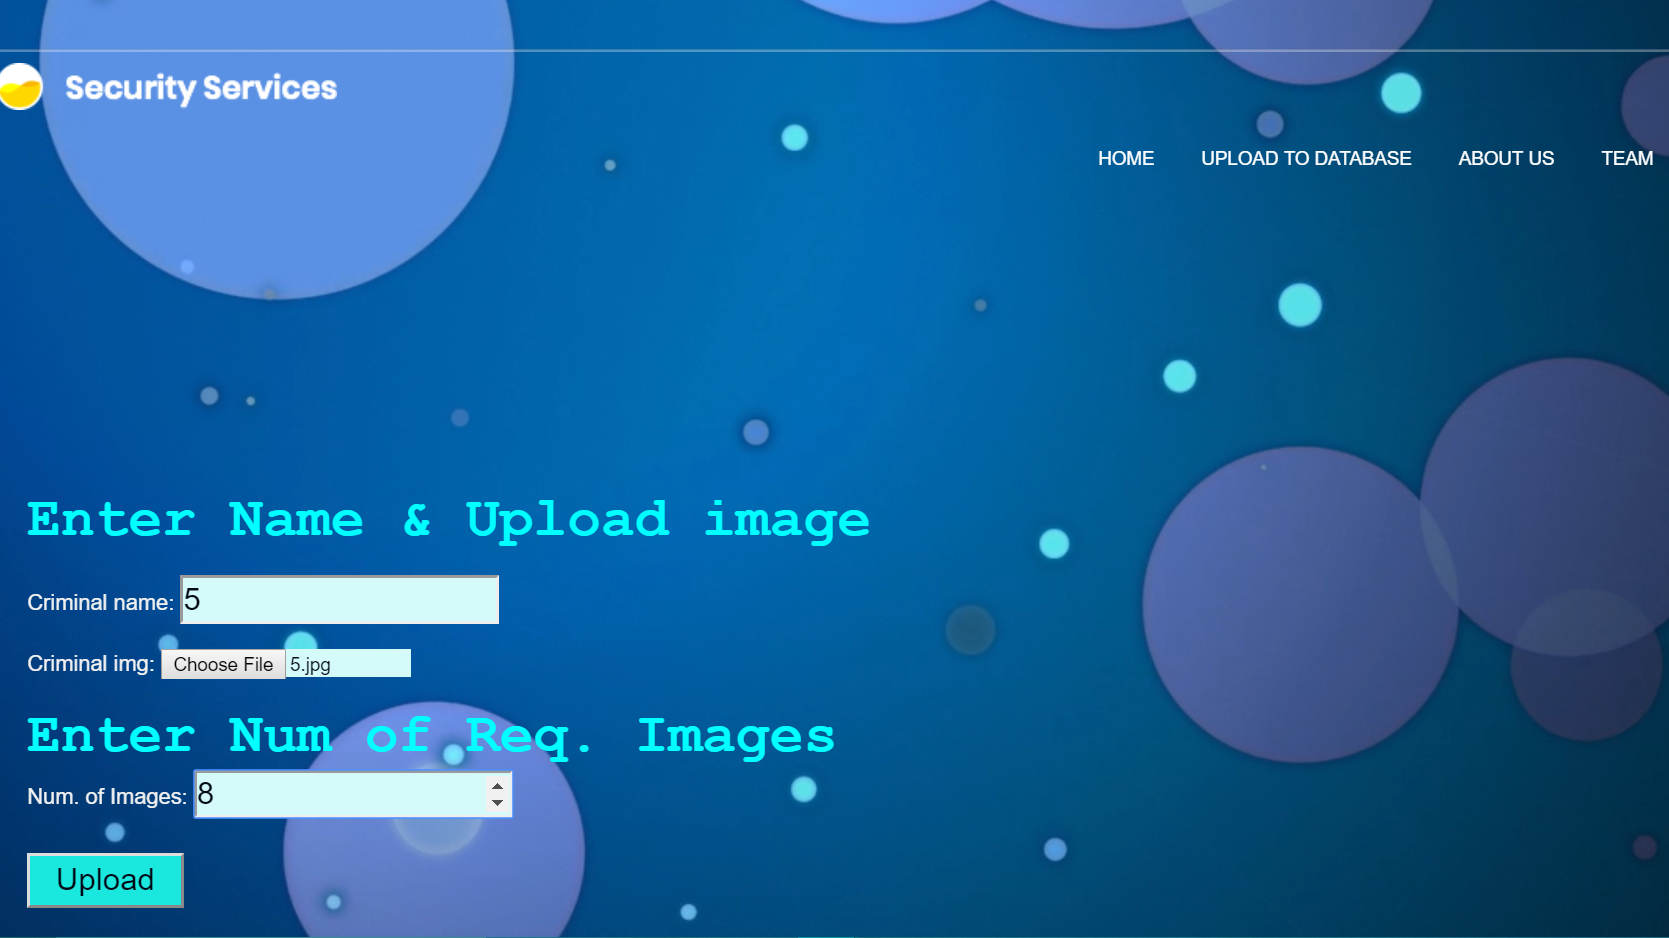 Security Services
HOME UPLOAD TO DATABASE ABOUT US TEAM
Enter Name & Upload image
Criminal name: 5
Criminal img: Choose File 5.jpg
Enter Num of Req. Images
Num. of Images: 8
Upload